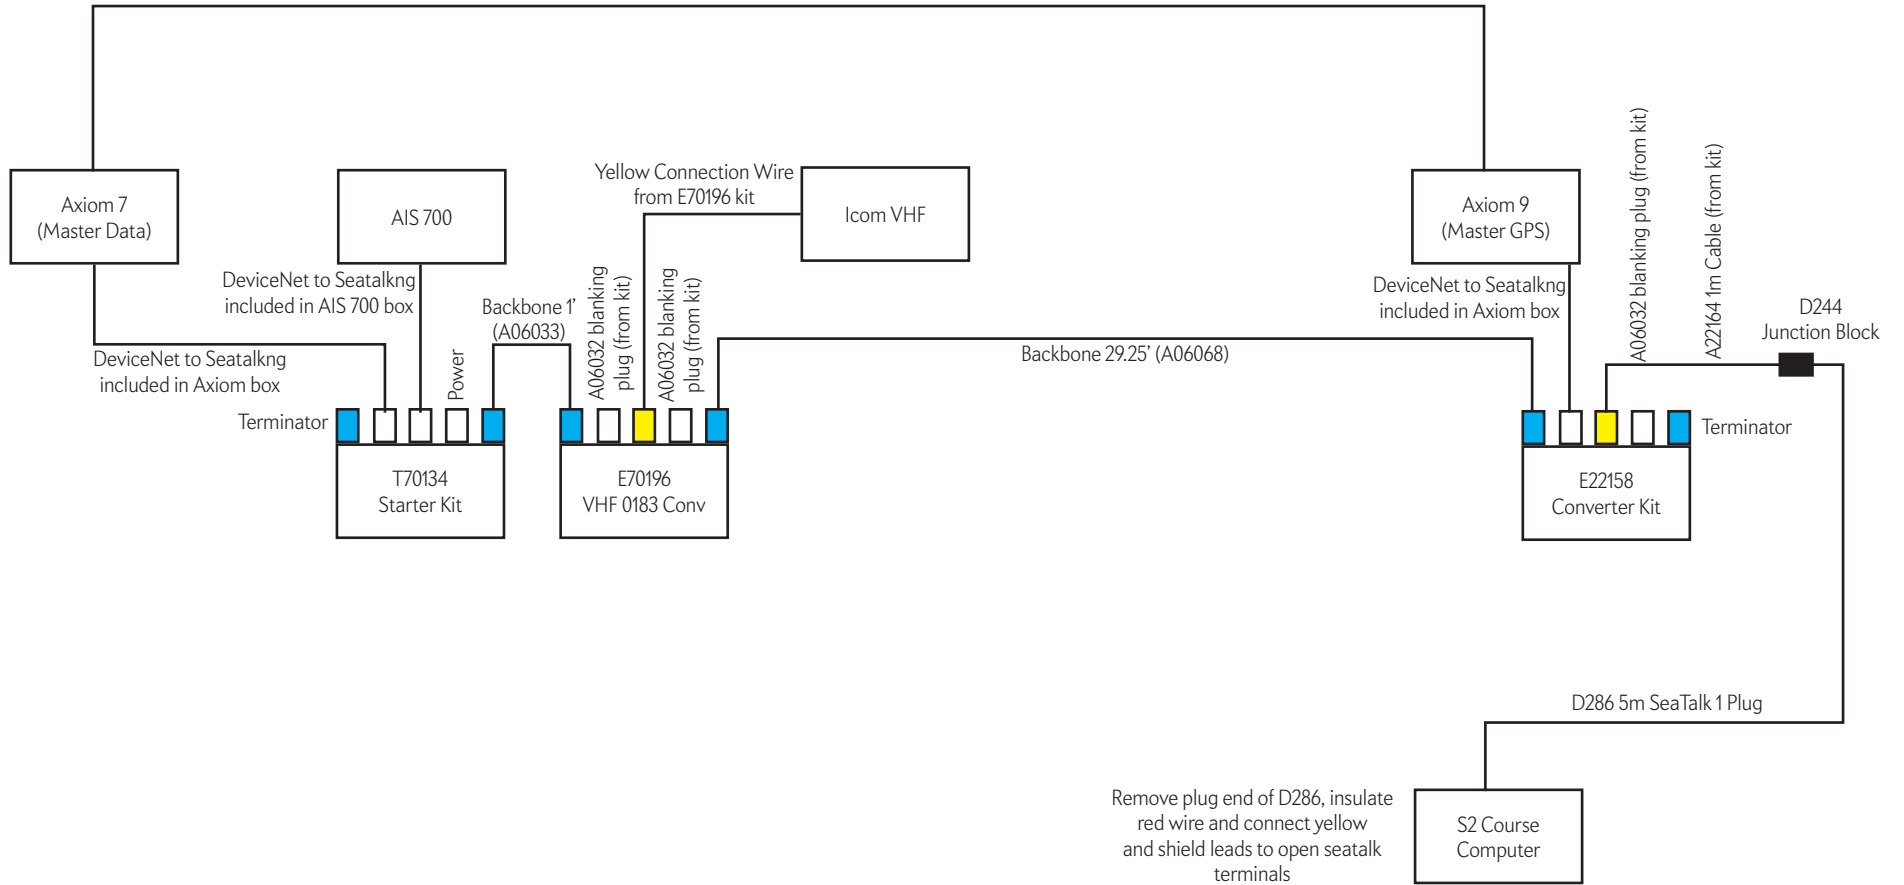 Axiom 7
(Master Data)
AIS 700
Yellow Connection Wire
from E70196 kit
Icom VHF
Axiom 9
(Master GPS)
A06032 blanking plug (from kit)
A22164 1m Cable (from kit)
D244
Junction Block
DeviceNet to Seatalkng
included in AIS 700 box
Backbone 1’
(A06033)
A06032 blanking
plug (from kit)
A06032 blanking
plug (from kit)
DeviceNet to Seatalkng
included in Axiom box
DeviceNet to Seatalkng
included in Axiom box
Power
Backbone 29.25’ (A06068)
Terminator
Terminator
T70134
Starter Kit
E70196
VHF 0183 Conv
E22158
Converter Kit
D286 5m SeaTalk 1 Plug
Remove plug end of D286, insulate
red wire and connect yellow
and shield leads to open seatalk
terminals
S2 Course
Computer